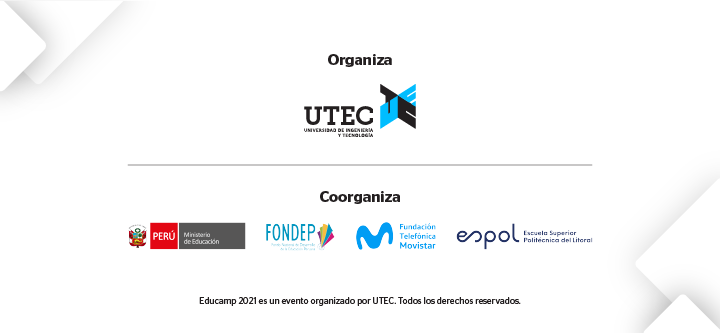 Organiza
UTEC
UNIVERSIDAD DE INGENIERÍA
Y TECNOLOGÍA
Coorganiza
PERÚ
Ministerio
de Educación
FONDEP
Fundación
Telefónica
Movistar
espol
Escuela Superior
Politécnica del Litoral
Educamp 2021 es un evento organizado por UTEC. Todos los derechos reservados.